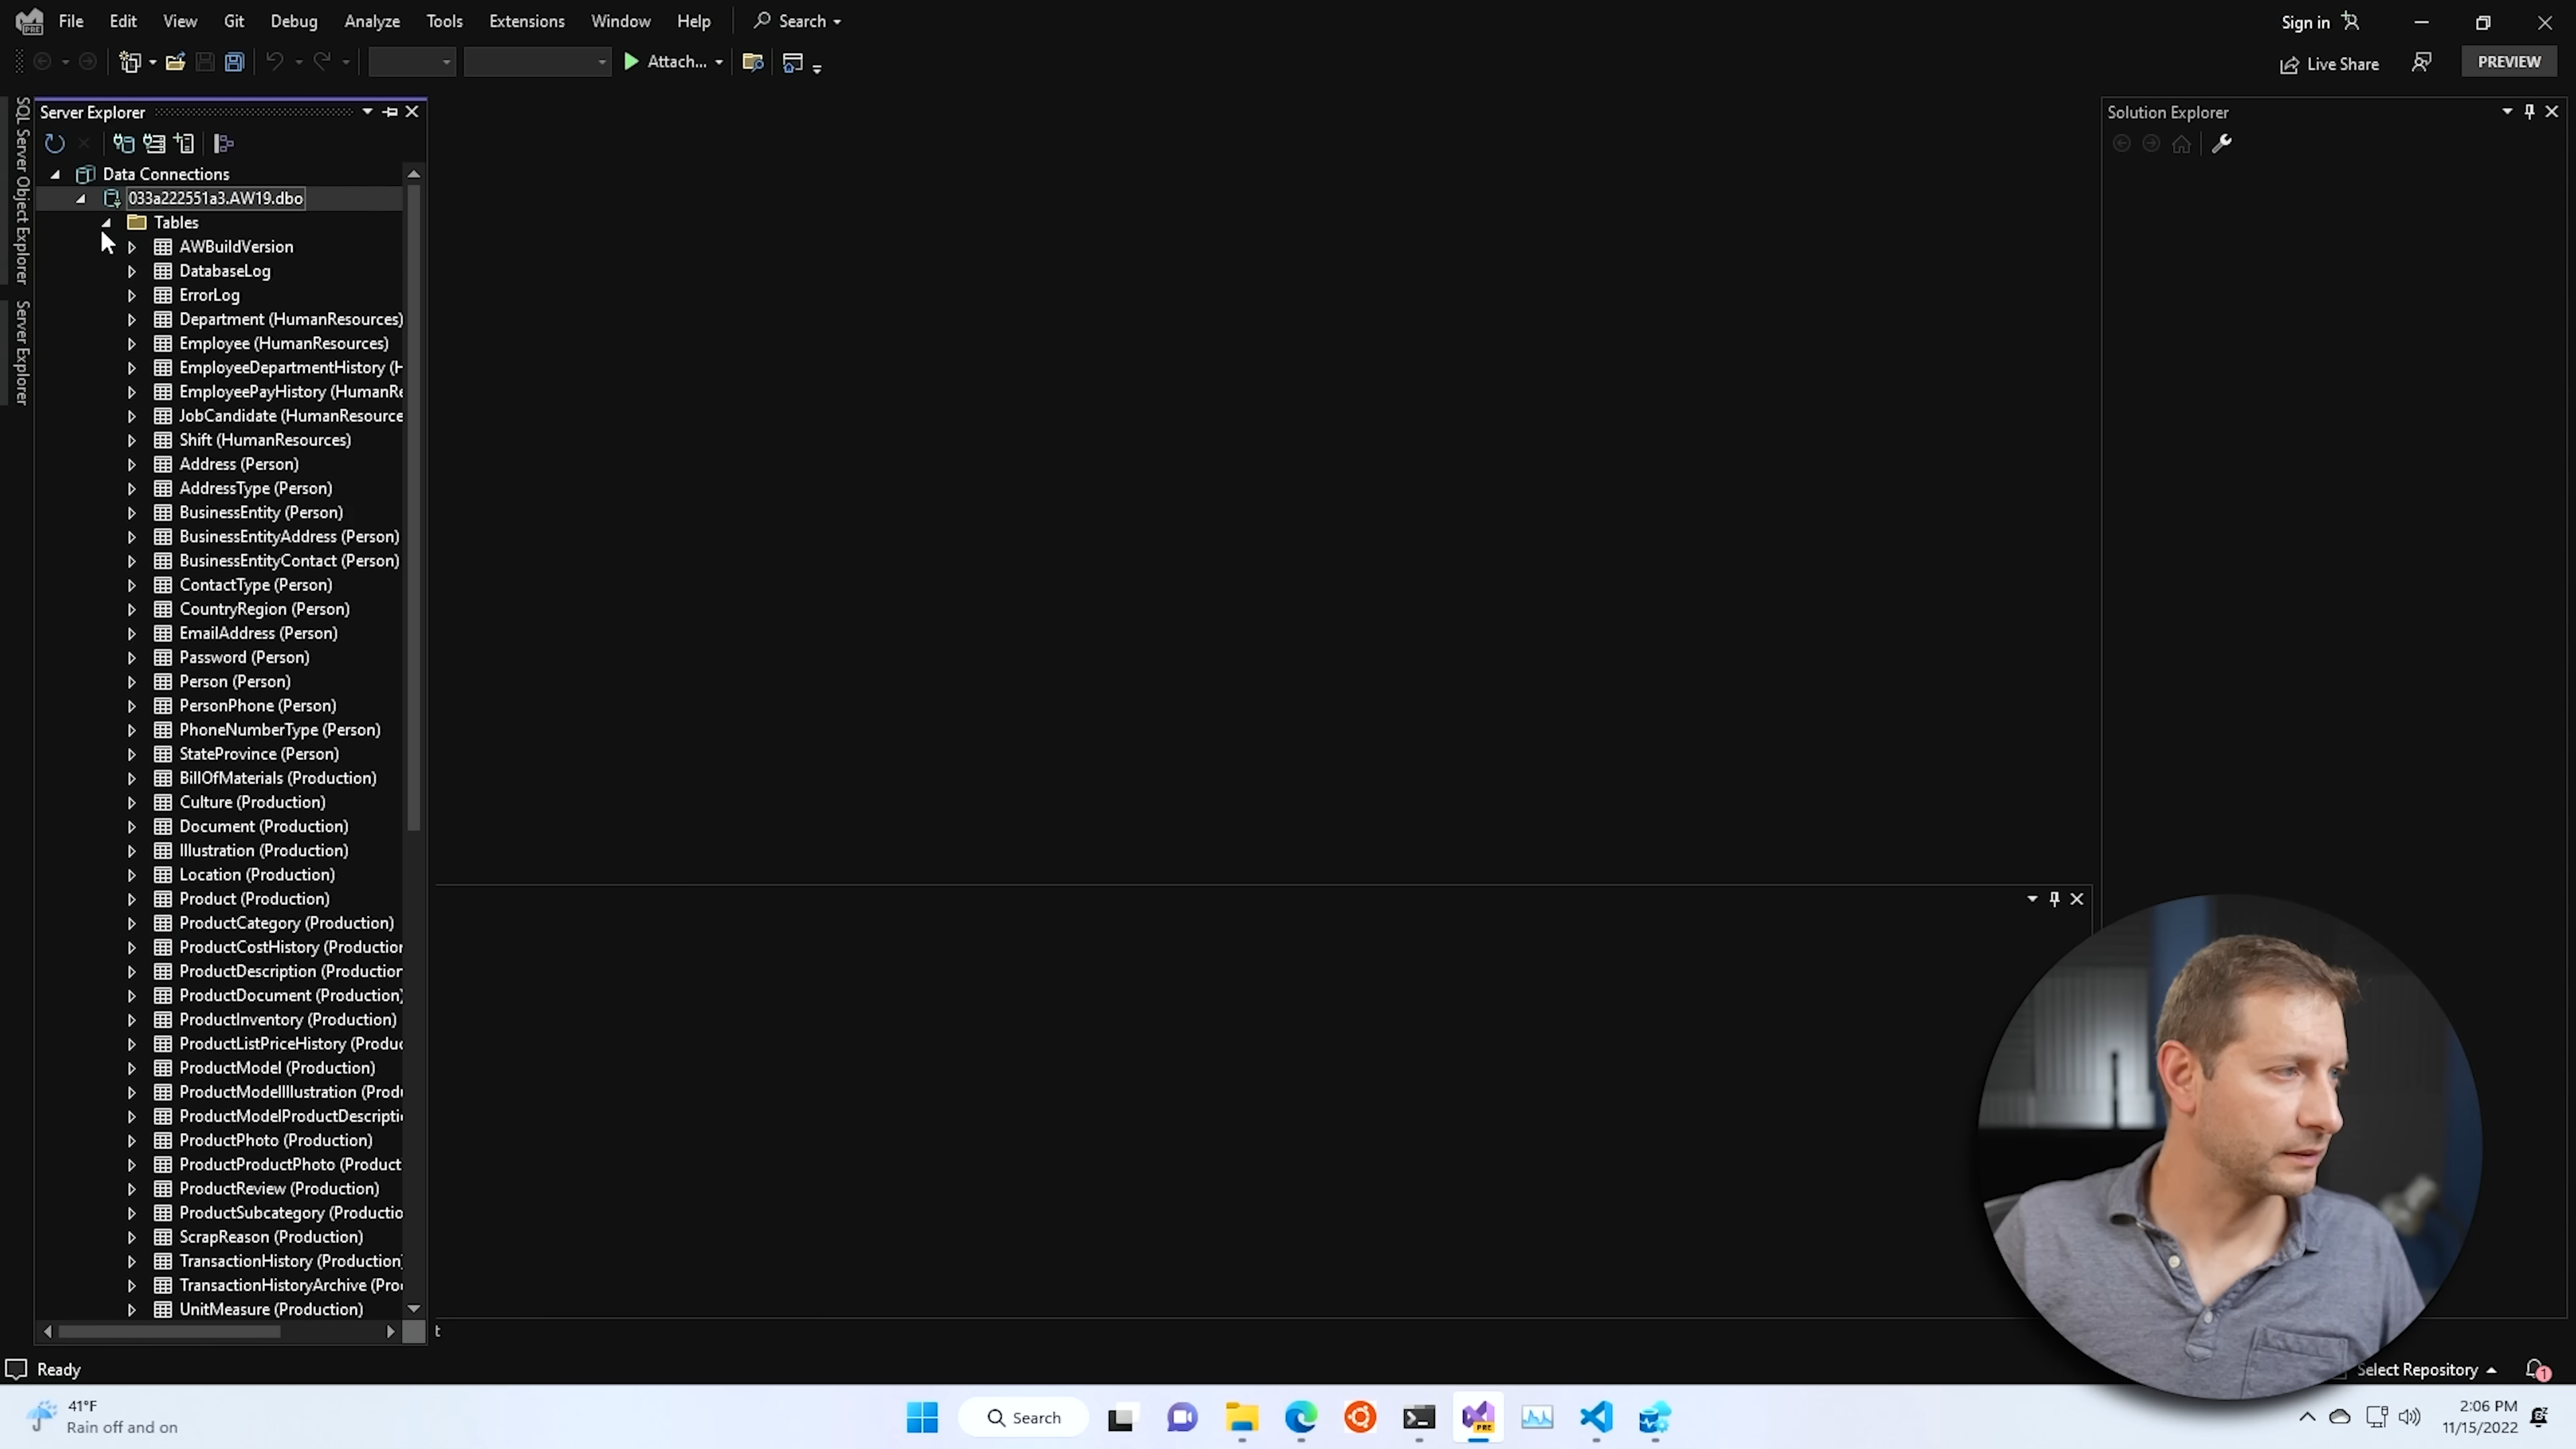 File Edit View Git Debug Analyze Tools Extensions Window Help Search Sign in
PRE
Attach... Live Share PREVIEW
SQL Server Object Explorer
Server Explorer
Server Explorer
Solution Explorer
Data Connections
033a222551a3.AW19.dbo
Tables
AWBuildVersion
DatabaseLog
ErrorLog
Department (HumanResources)
Employee (HumanResources)
EmployeeDepartmentHistory (H
EmployeePayHistory (HumanRe
JobCandidate (HumanResource
Shift (HumanResources)
Address (Person)
AddressType (Person)
BusinessEntity (Person)
BusinessEntityAddress (Person)
BusinessEntityContact (Person)
ContactType (Person)
CountryRegion (Person)
EmailAddress (Person)
Password (Person)
Person (Person)
PersonPhone (Person)
PhoneNumberType (Person)
StateProvince (Person)
BillOfMaterials (Production)
Culture (Production)
Document (Production)
Illustration (Production)
Location (Production)
Product (Production)
ProductCategory (Production)
ProductCostHistory (Production
ProductDescription (Production
ProductDocument (Production)
ProductInventory (Production)
ProductListPriceHistory (Produc
ProductModel (Production)
ProductModelIllustration (Produ
ProductModelProductDescripti
ProductPhoto (Production)
ProductProductPhoto (Product
ProductReview (Production)
ProductSubcategory (Productio
ScrapReason (Production)
TransactionHistory (Production)
TransactionHistoryArchive (Pro
UnitMeasure (Production)
t
Ready
Select Repository
1
41°F
Rain off and on
Search
PRE
2:06 PM
11/15/2022